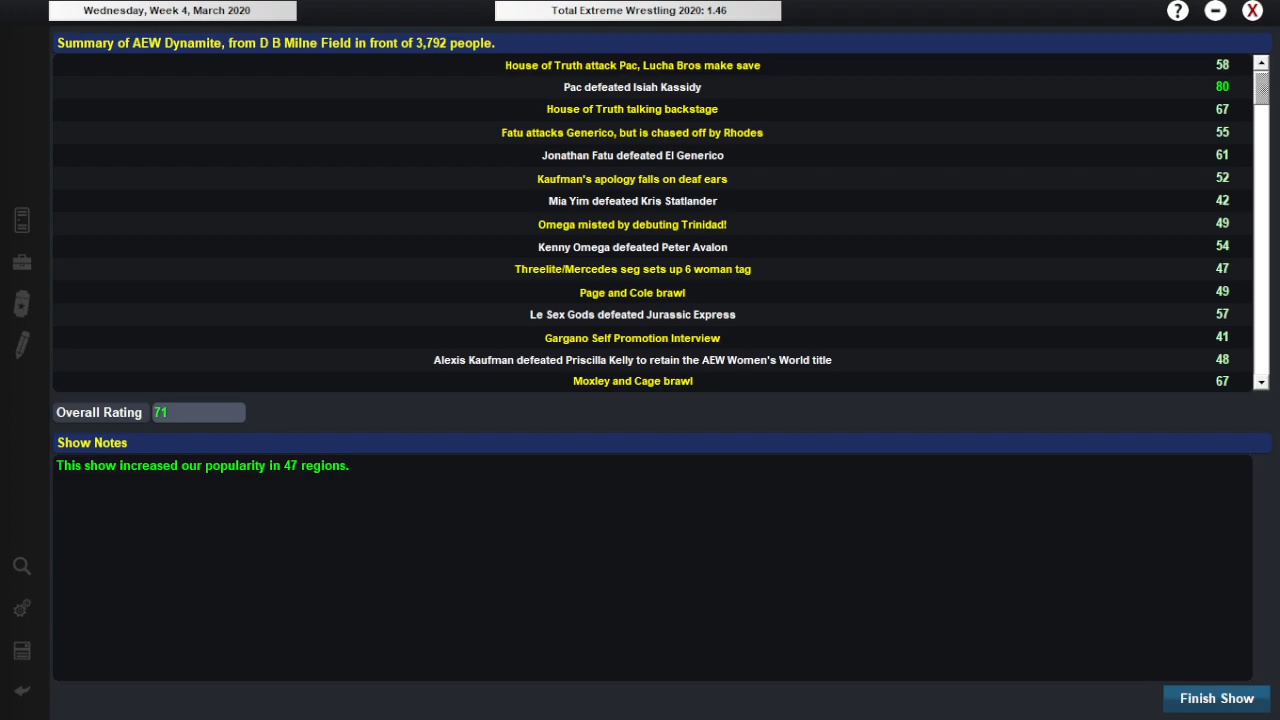 Wednesday, Week 4, March 2020
Total Extreme Wrestling 2020: 1.46
?
X
Summary of AEW Dynamite, from D B Milne Field in front of 3,792 people.
House of Truth attack Pac, Lucha Bros make save 58
Pac defeated Isiah Kassidy 80
House of Truth talking backstage 67
Fatu attacks Generico, but is chased off by Rhodes 55
Jonathan Fatu defeated El Generico 61
Kaufman's apology falls on deaf ears 52
Mia Yim defeated Kris Statlander 42
Omega misted by debuting Trinidad! 49
Kenny Omega defeated Peter Avalon 54
Threelite/Mercedes seg sets up 6 woman tag 47
Page and Cole brawl 49
Le Sex Gods defeated Jurassic Express 57
Gargano Self Promotion Interview 41
Alexis Kaufman defeated Priscilla Kelly to retain the AEW Women's World title 48
Moxley and Cage brawl 67
Overall Rating 71
Show Notes
This show increased our popularity in 47 regions.
Finish Show